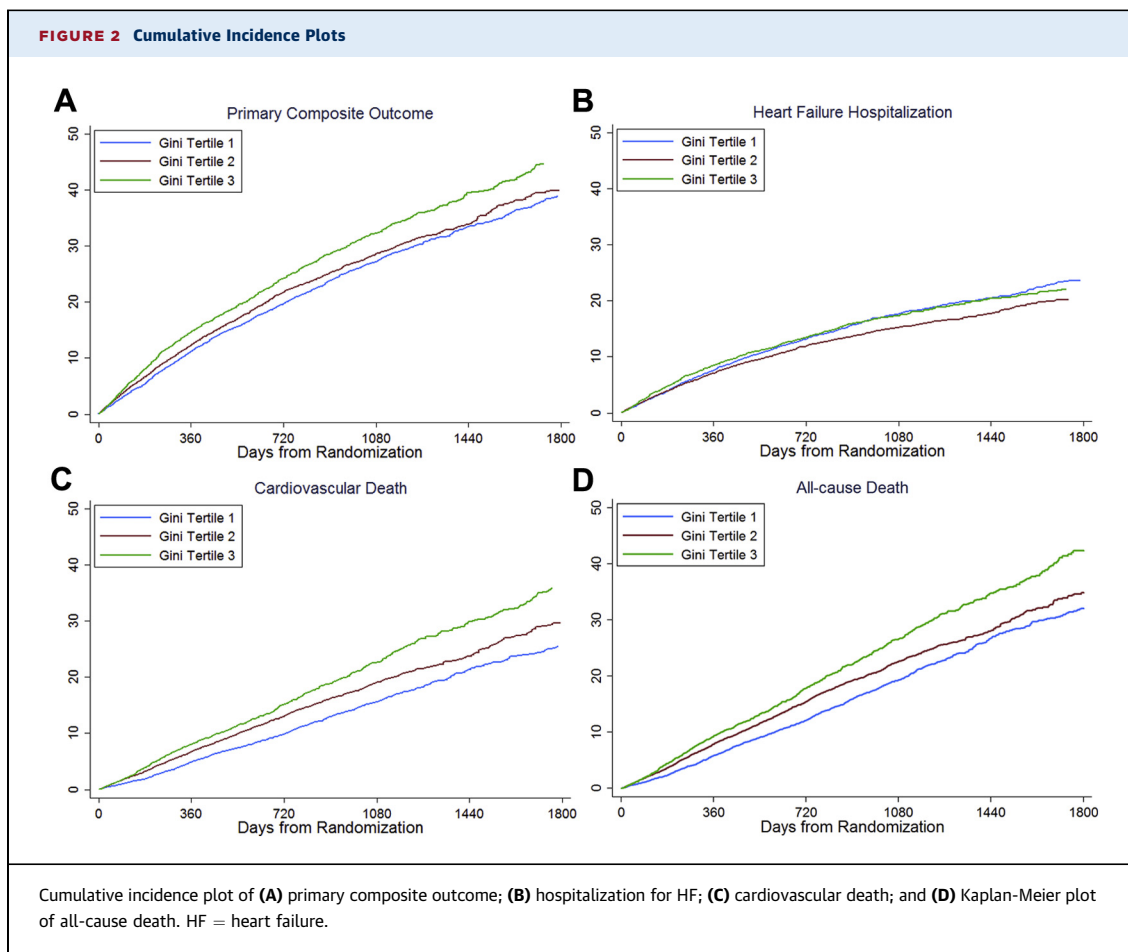 FIGURE 2 Cumulative Incidence Plots
A
Primary Composite Outcome
50
40
30
20
10
0
Gini Tertile 1
Gini Tertile 2
Gini Tertile 3
0 360 720 1080 1440 1800
Days from Randomization
B
Heart Failure Hospitalization
50
40
30
20
10
0
Gini Tertile 1
Gini Tertile 2
Gini Tertile 3
0 360 720 1080 1440 1800
Days from Randomization
C
Cardiovascular Death
50
40
30
20
10
0
Gini Tertile 1
Gini Tertile 2
Gini Tertile 3
0 360 720 1080 1440 1800
Days from Randomization
D
All-cause Death
50
40
30
20
10
0
Gini Tertile 1
Gini Tertile 2
Gini Tertile 3
0 360 720 1080 1440 1800
Days from Randomization
Cumulative incidence plot of (A) primary composite outcome; (B) hospitalization for HF; (C) cardiovascular death; and (D) Kaplan-Meier plot
of all-cause death. HF = heart failure.